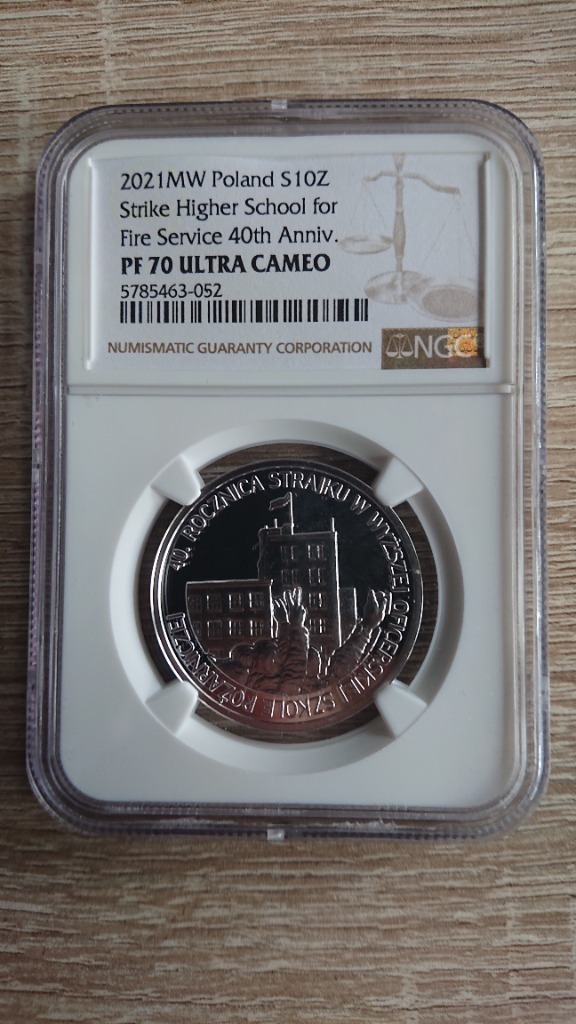 2021MW Poland S10Z
Strike Higher School for
Fire Service 40th Anniv.
PF 70 ULTRA CAMEO
5785463-052
NUMISMATIC GUARANTY CORPORATION
NGC
40. ROCZNICA STRAJKU W WYŻSZEJ OFICERSKIEJ SZKOLE POŻARNICZEJ